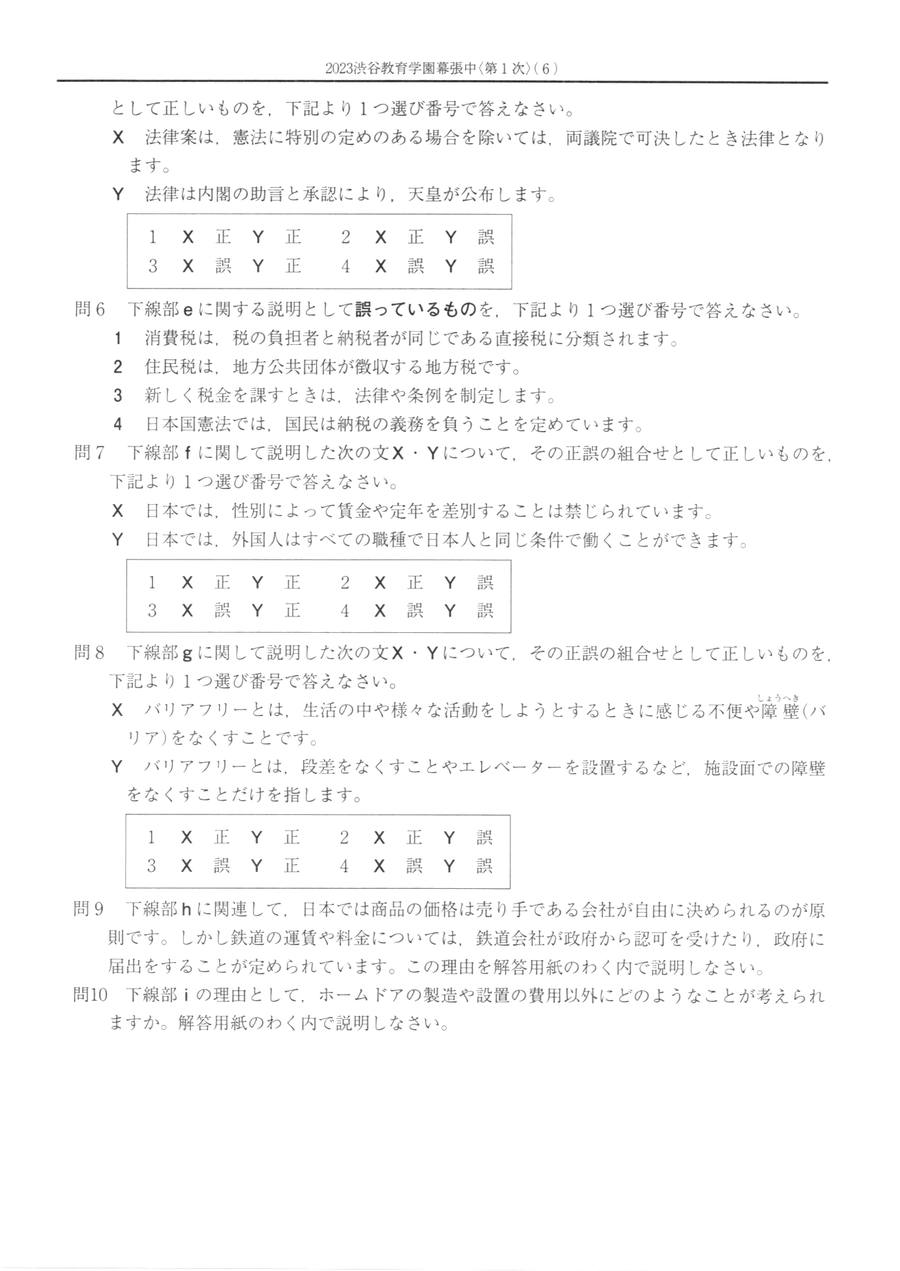 2023渋谷教育学園幕張中〈第1次〉(6)
として正しいものを，下記より1つ選び番号で答えなさい。
X 法律案は，憲法に特別の定めのある場合を除いては，両議院で可決したとき法律となり
ます。
Y 法律は内閣の助言と承認により，天皇が公布します。
1 X 正 Y 正 2 X 正 Y 誤
3 X 誤 Y 正 4 X 誤 Y 誤
問6 下線部eに関する説明として誤っているものを，下記より1つ選び番号で答えなさい。
1 消費税は，税の負担者と納税者が同じである直接税に分類されます。
2 住民税は，地方公共団体が徴収する地方税です。
3 新しく税金を課すときは，法律や条例を制定します。
4 日本国憲法では，国民は納税の義務を負うことを定めています。
問7 下線部fに関して説明した次の文X・Yについて，その正誤の組合せとして正しいものを，
下記より1つ選び番号で答えなさい。
X 日本では，性別によって賃金や定年を差別することは禁じられています。
Y 日本では，外国人はすべての職種で日本人と同じ条件で働くことができます。
1 X 正 Y 正 2 X 正 Y 誤
3 X 誤 Y 正 4 X 誤 Y 誤
問8 下線部gに関して説明した次の文X・Yについて，その正誤の組合せとして正しいものを，
下記より1つ選び番号で答えなさい。
しょうへき
X バリアフリーとは，生活の中や様々な活動をしようとするときに感じる不便や障壁(バ
リア)をなくすことです。
Y バリアフリーとは，段差をなくすことやエレベーターを設置するなど，施設面での障壁
をなくすことだけを指します。
1 X 正 Y 正 2 X 正 Y 誤
3 X 誤 Y 正 4 X 誤 Y 誤
問9 下線部hに関連して，日本では商品の価格は売り手である会社が自由に決められるのが原
則です。しかし鉄道の運賃や料金については，鉄道会社が政府から認可を受けたり，政府に
届出をすることが定められています。この理由を解答用紙のわく内で説明しなさい。
問10 下線部iの理由として，ホームドアの製造や設置の費用以外にどのようなことが考えられ
ますか。解答用紙のわく内で説明しなさい。